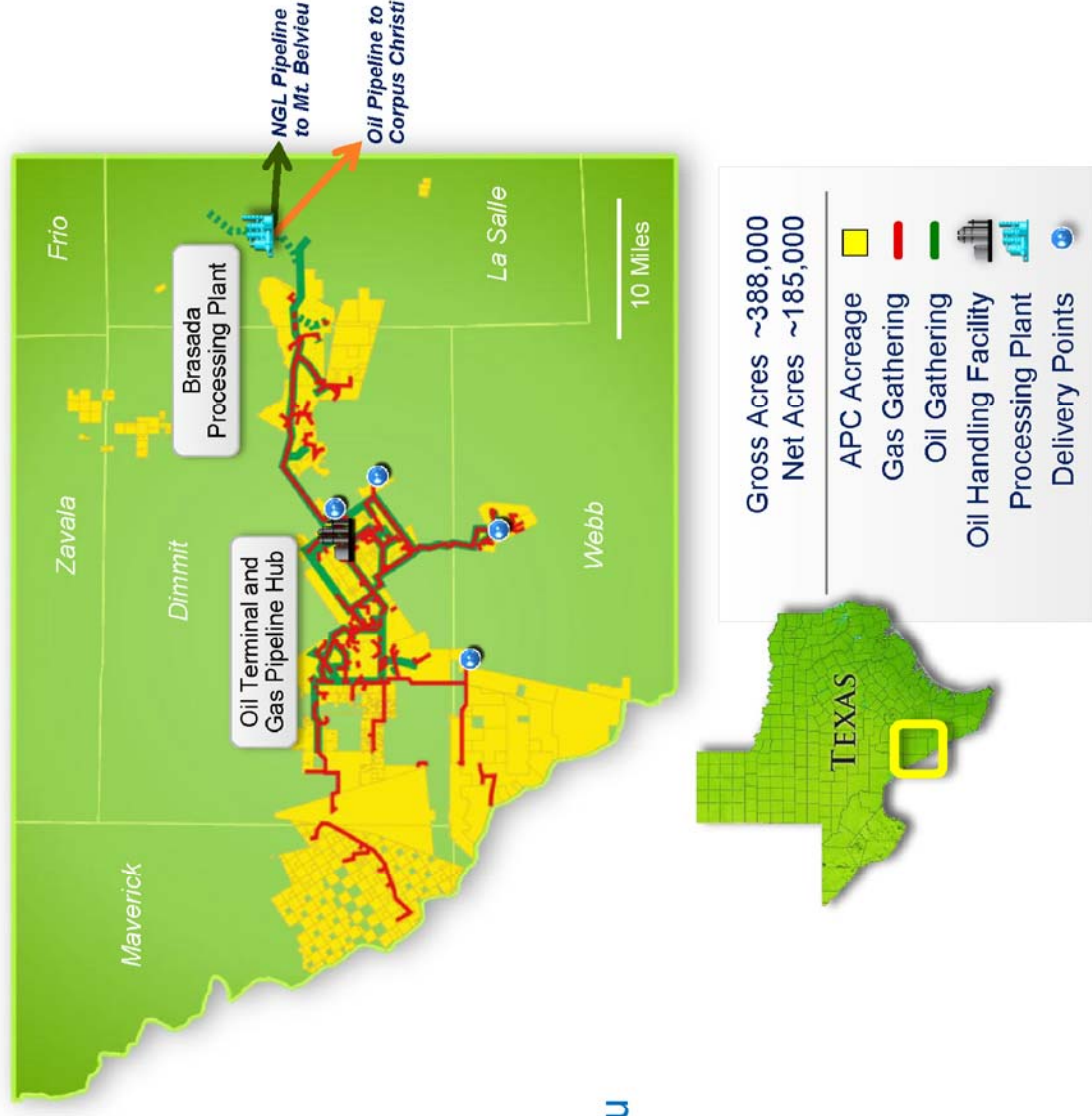 Frio
Zavala
Dimmit
Maverick
La Salle
Webb
Brasada
Processing Plant
Oil Terminal and
Gas Pipeline Hub
NGL Pipeline
to Mt. Belvieu
Oil Pipeline to
Corpus Christi
10 Miles
Gross Acres ~388,000
Net Acres ~185,000
APC Acreage
Gas Gathering
Oil Gathering
Oil Handling Facility
Processing Plant
Delivery Points
TEXAS